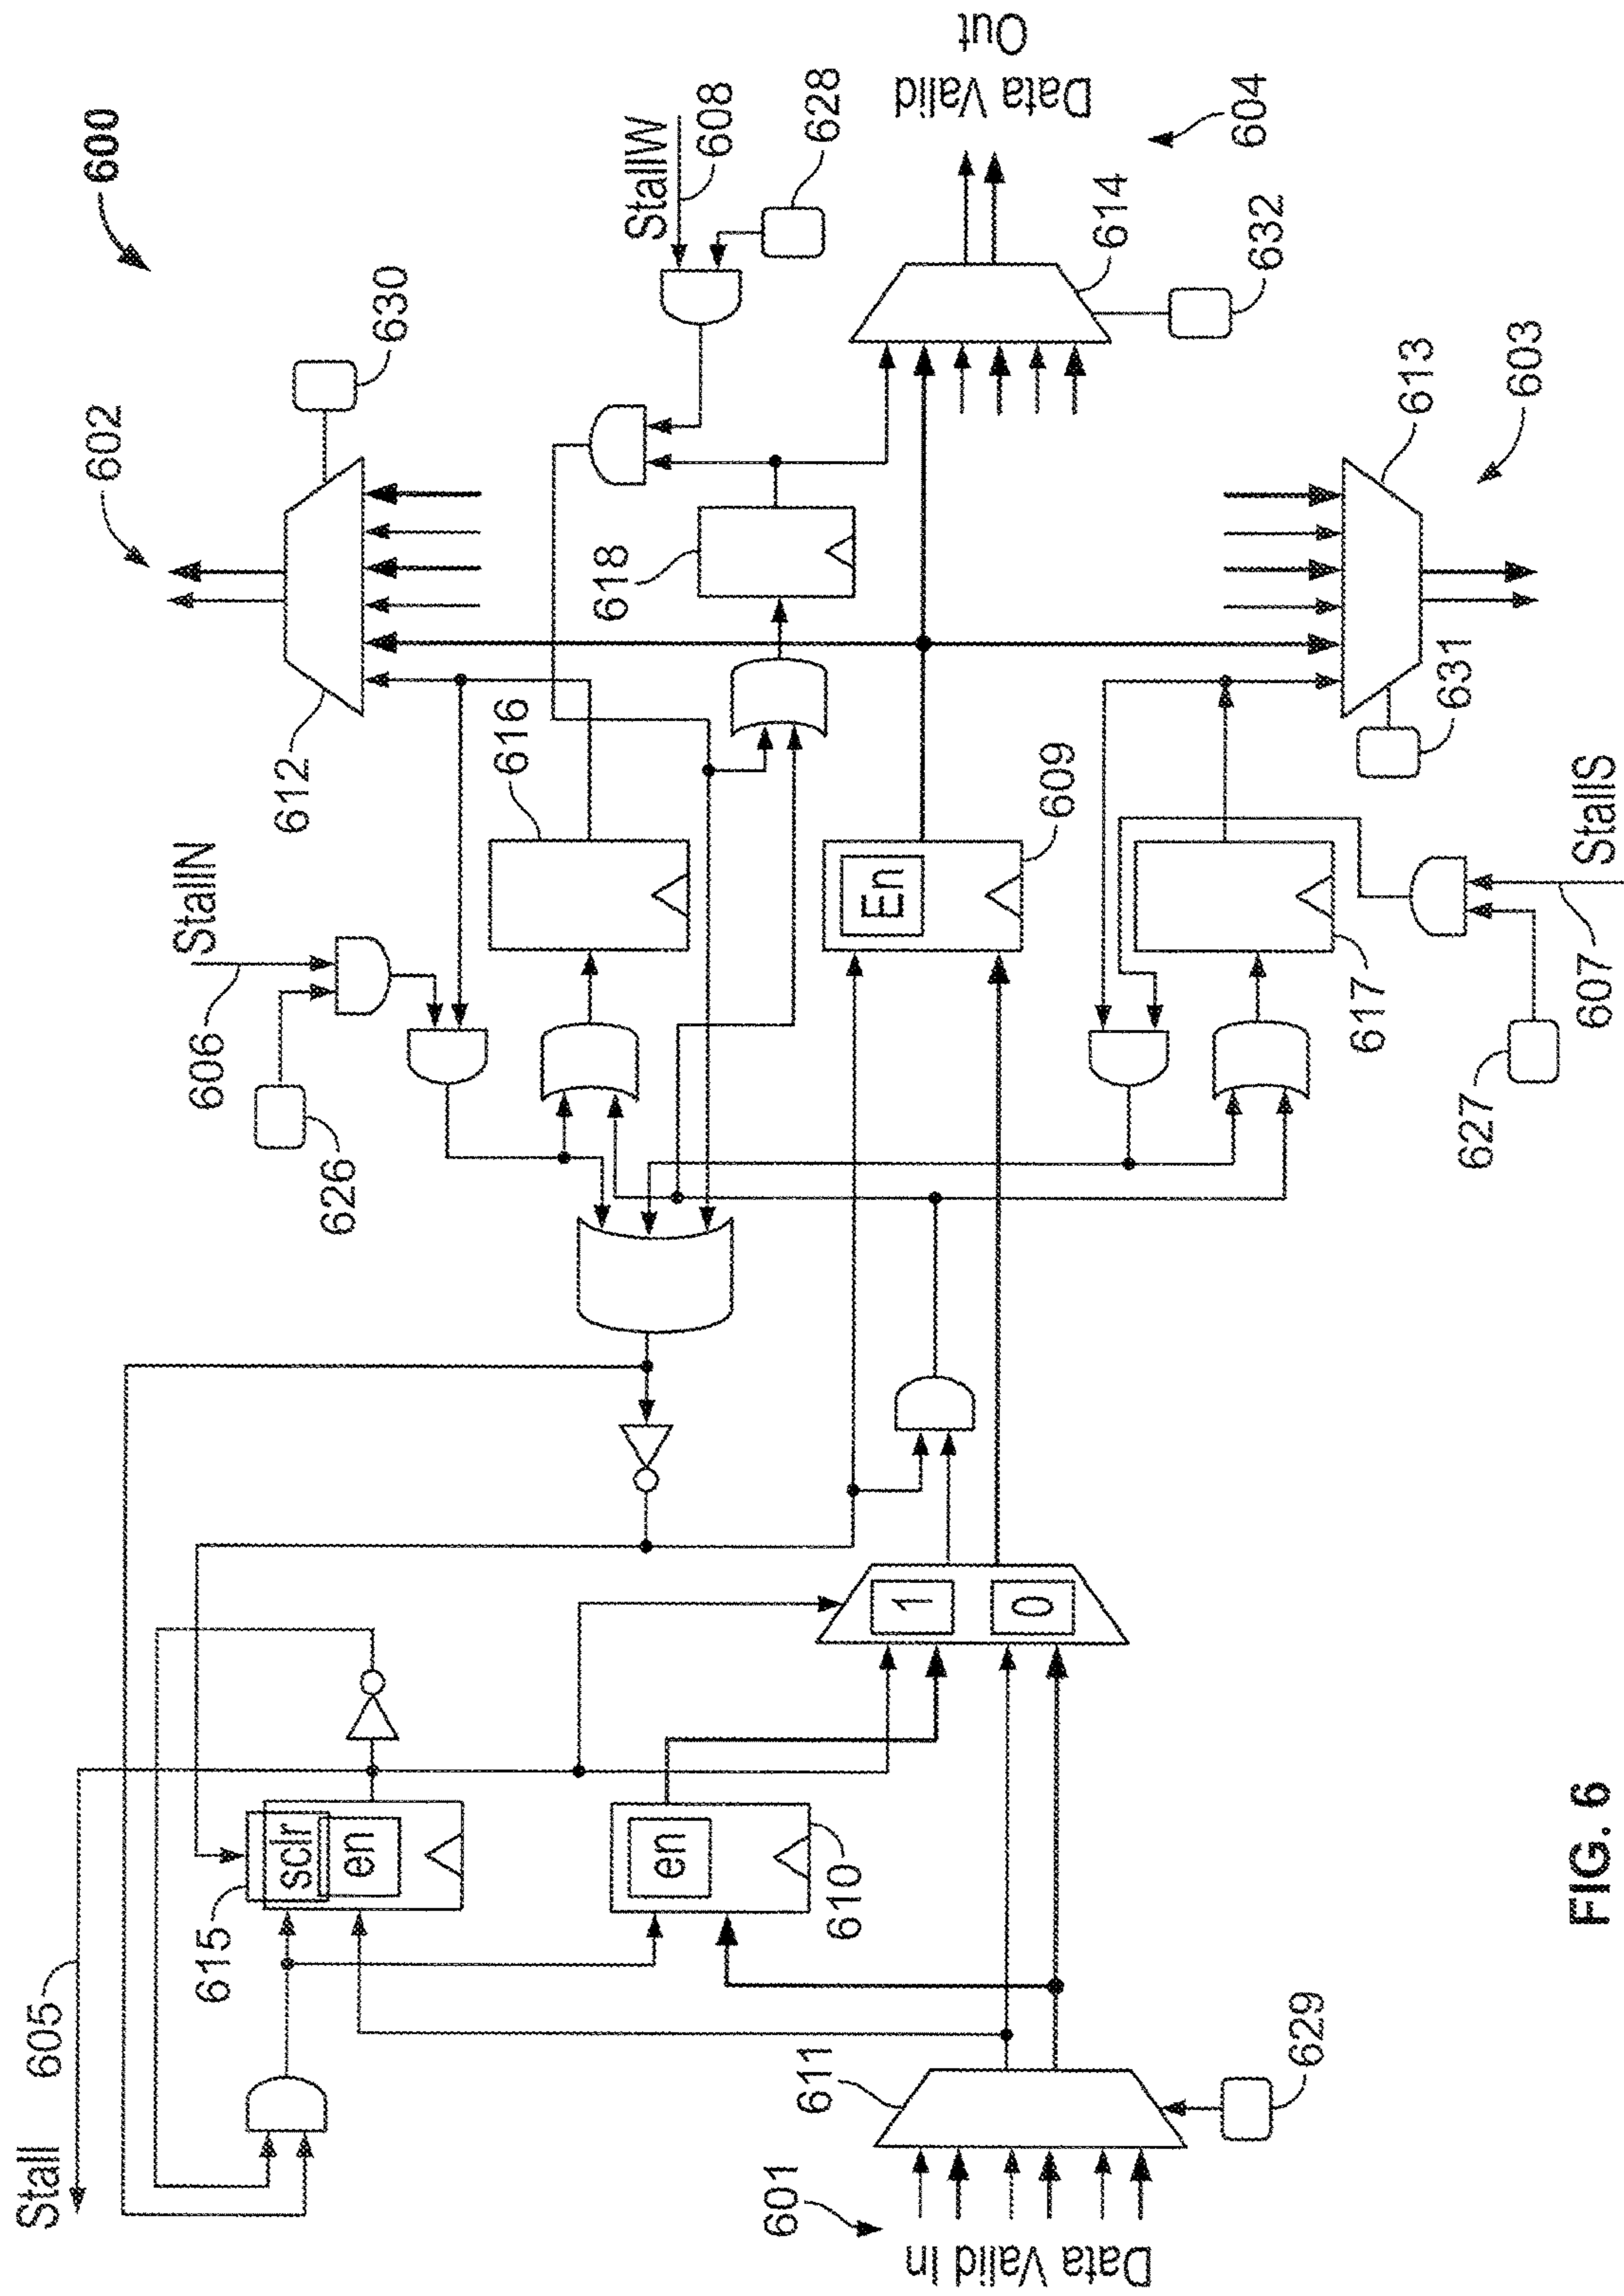 Stall
605
602
600
615
606
StallN
sclr
en
612
626
630
616
618
StallW
608
en
610
628
601
611
1
0
En
609
Data Valid In
Data Valid
Out
614
604
629
632
617
613
631
627
603
607
StallS
FIG. 6